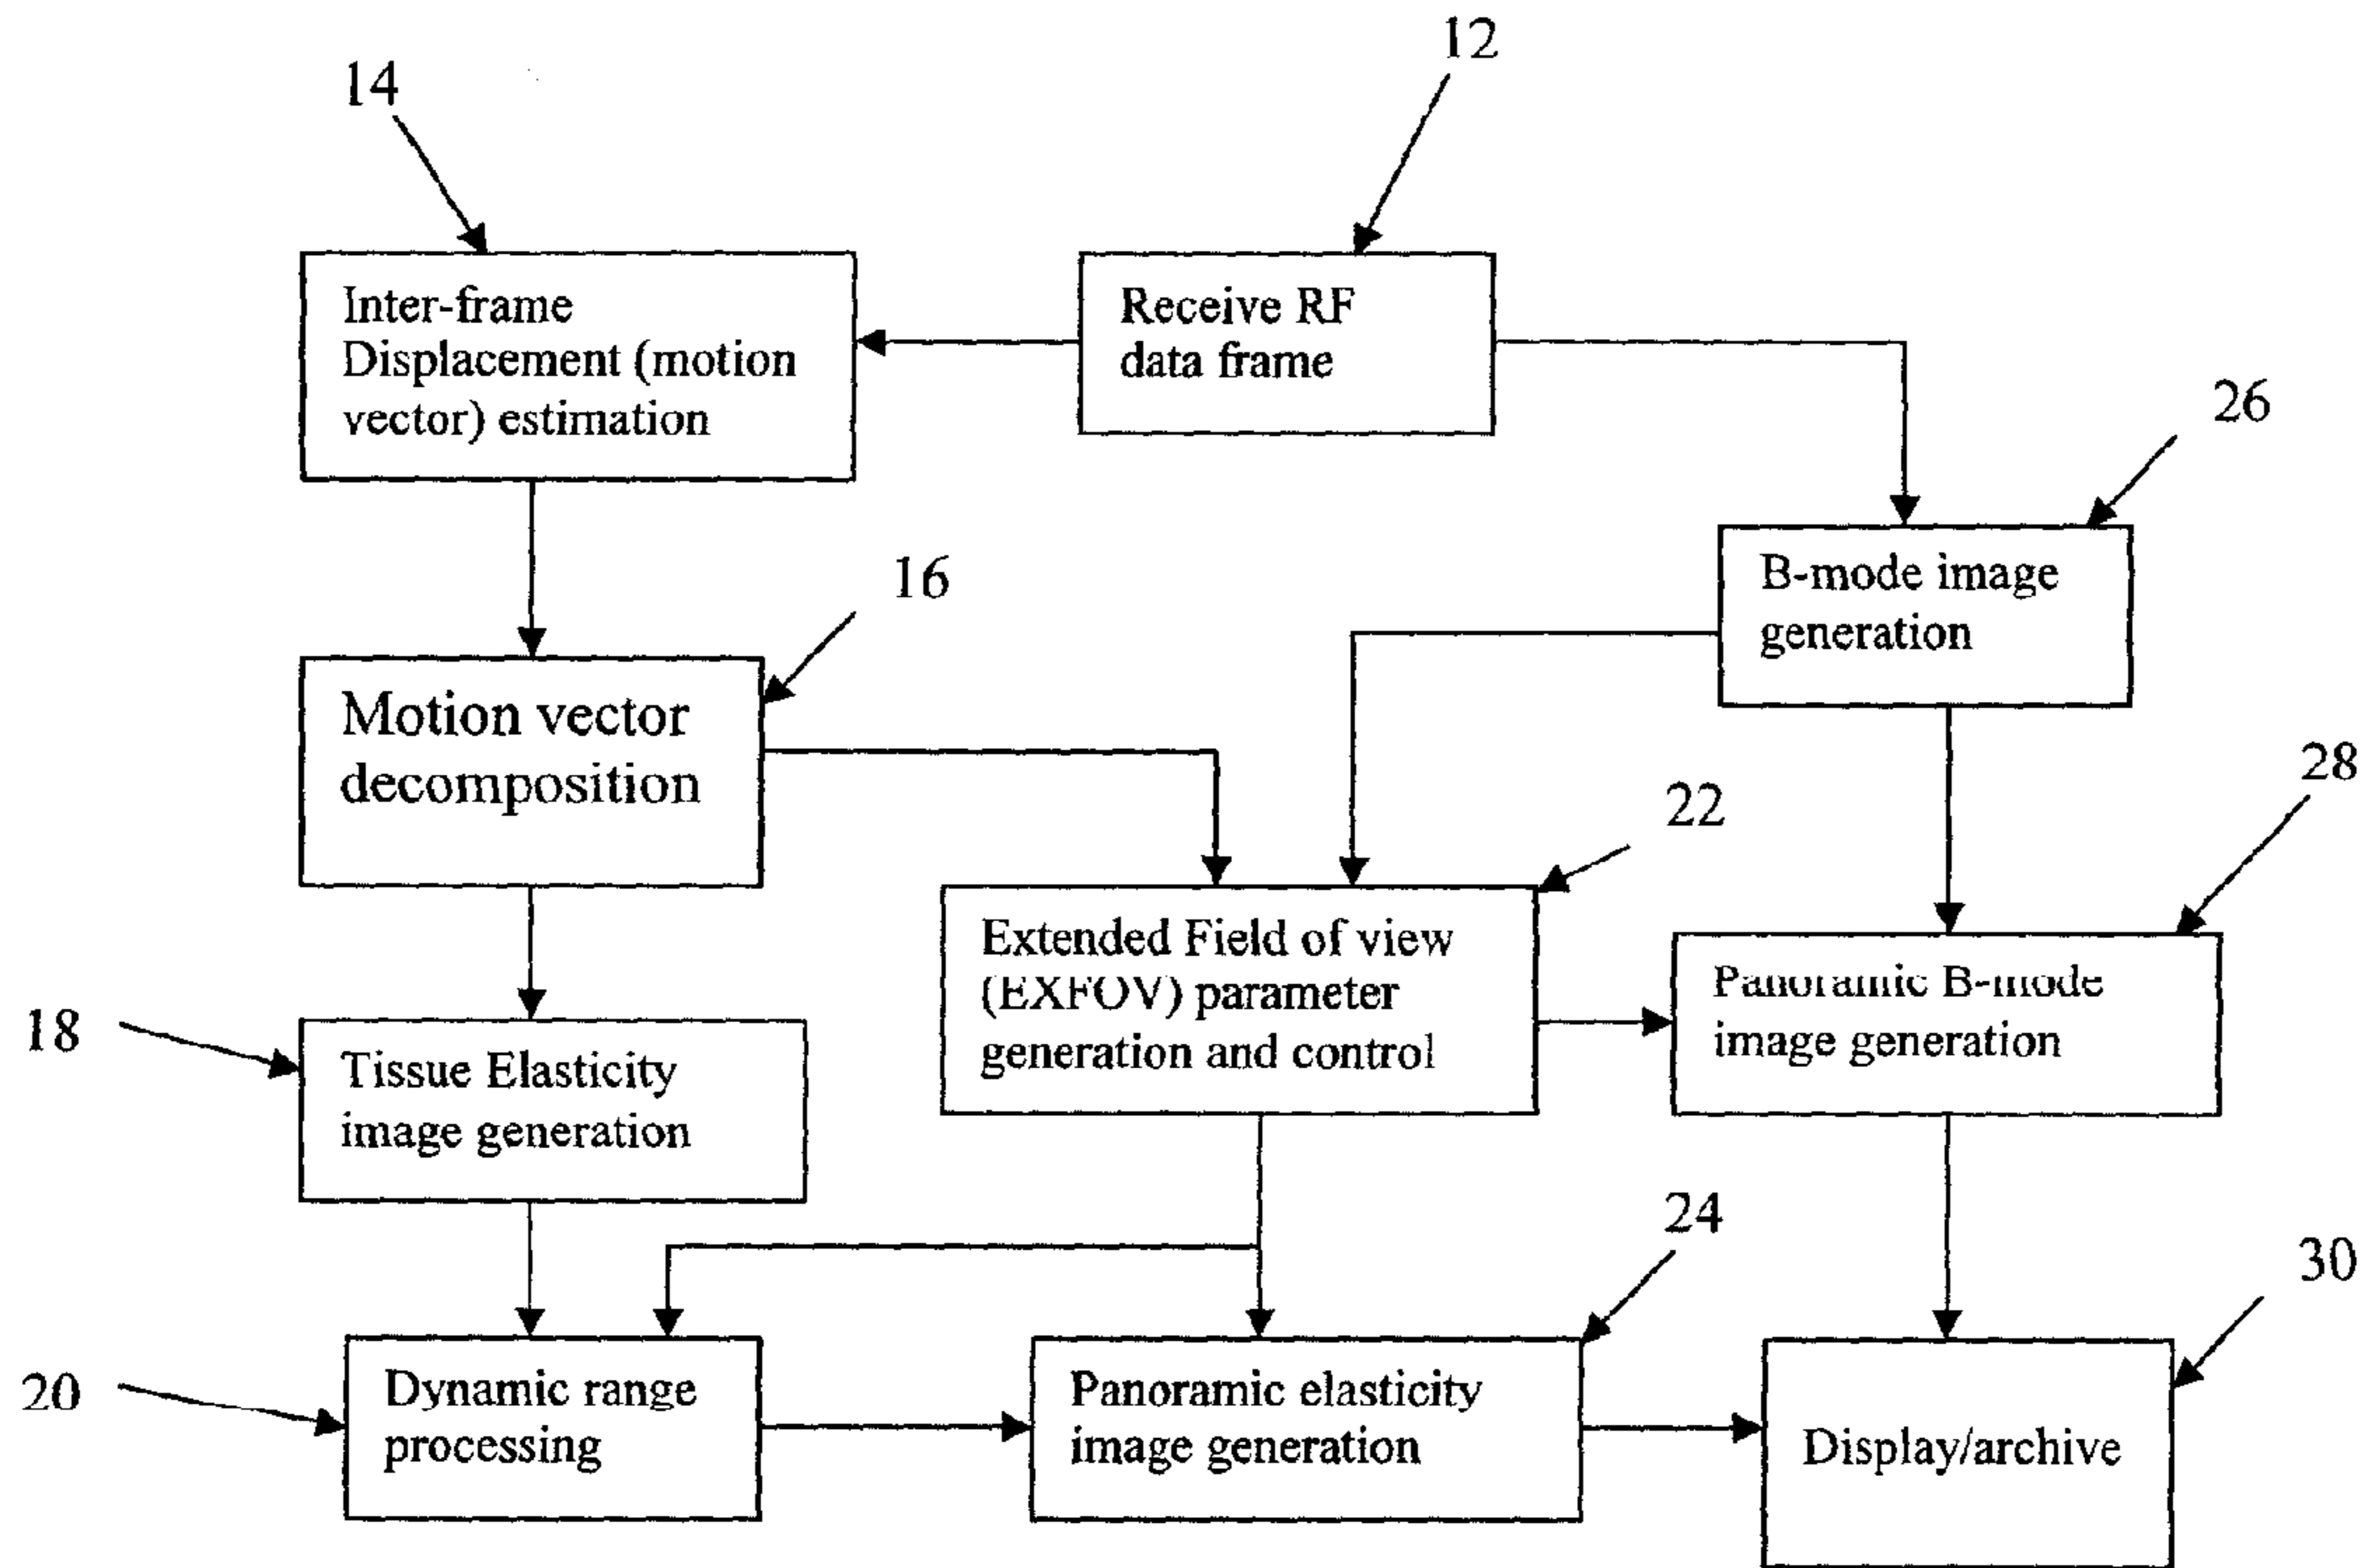 12
14
Inter-frame
Displacement (motion
vector) estimation
Receive RF
data frame
26
B-mode image
generation
16
Motion vector
decomposition
28
22
Extended Field of view
(EXFOV) parameter
generation and control
Panoramic B-mode
image generation
18
Tissue Elasticity
image generation
24
30
20
Dynamic range
processing
Panoramic elasticity
image generation
Display/archive